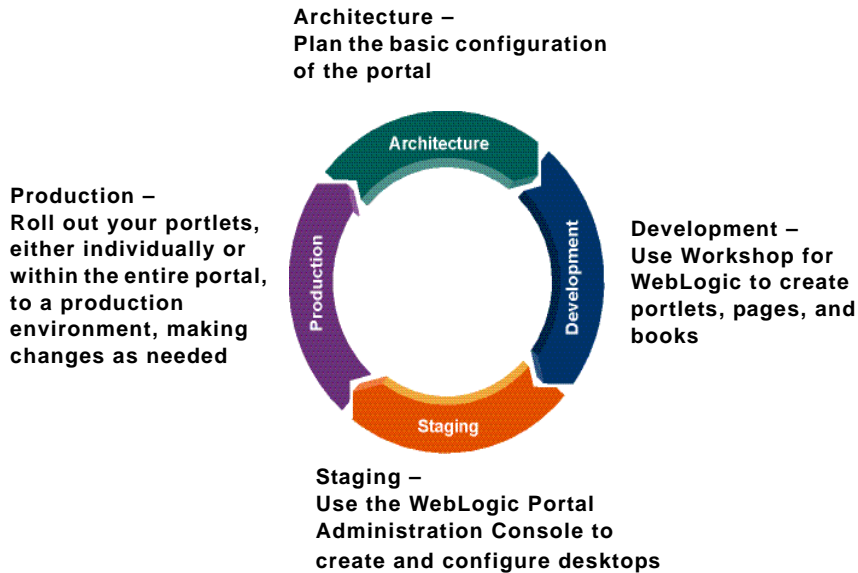 Architecture –
Plan the basic configuration
of the portal
Architecture
Production –
Roll out your portlets,
either individually or
within the entire portal,
to a production
environment, making
changes as needed
Production
Development
Development –
Use Workshop for
WebLogic to create
portlets, pages, and
books
Staging
Staging –
Use the WebLogic Portal
Administration Console to
create and configure desktops